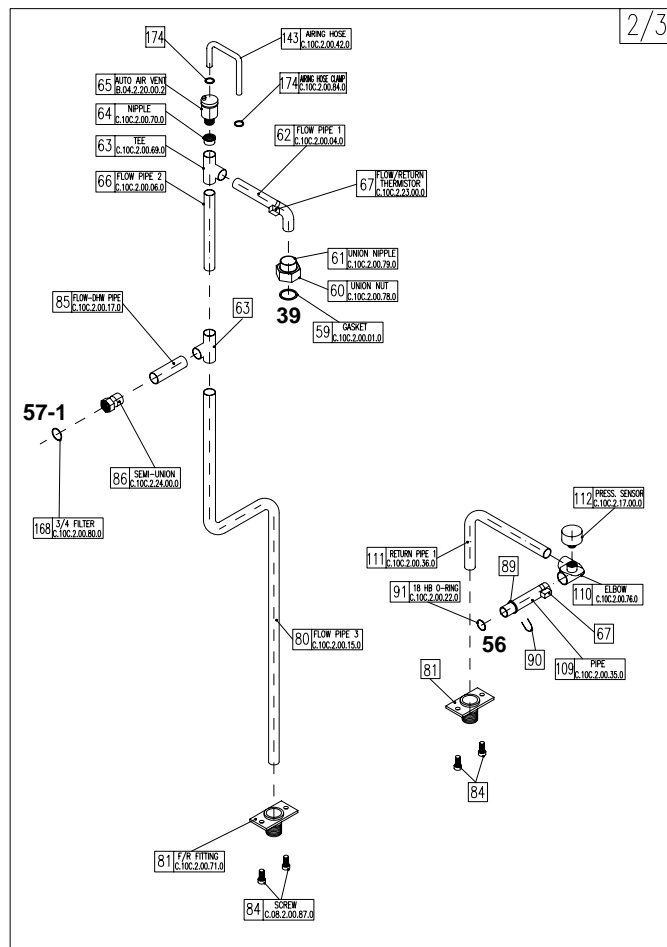 2/3
174
143 AIRING HOSE
C.10C.2.00.42.0
65 AUTO AIR VENT
B.04.2.20.00.2
174 AIRING HOSE CLAMP
C.10C.2.00.84.0
64 NIPPLE
C.10C.2.00.70.0
62 FLOW PIPE 1
C.10C.2.00.04.0
63 TEE
C.10C.2.00.69.0
66 FLOW PIPE 2
C.10C.2.00.06.0
67 FLOW/RETURN
THERMISTOR
C.10C.2.23.00.0
61 UNION NIPPLE
C.10C.2.00.79.0
60 UNION NUT
C.10C.2.00.78.0
85 FLOW-DHW PIPE
C.10C.2.00.17.0
63
39
59 GASKET
C.10C.2.00.01.0
57-1
86 SEMI-UNION
C.10C.2.24.00.0
168 3/4 FILTER
C.10C.2.00.80.0
112 PRESS. SENSOR
C.10C.2.17.00.0
111 RETURN PIPE 1
C.10C.2.00.36.0
89
91 18 HB O-RING
C.10C.2.00.22.0
110 ELBOW
C.10C.2.00.76.0
67
56
90
80 FLOW PIPE 3
C.10C.2.00.15.0
109 PIPE
C.10C.2.00.35.0
81
84
81 F/R FITTING
C.10C.2.00.71.0
84 SCREW
C.08.2.00.87.0